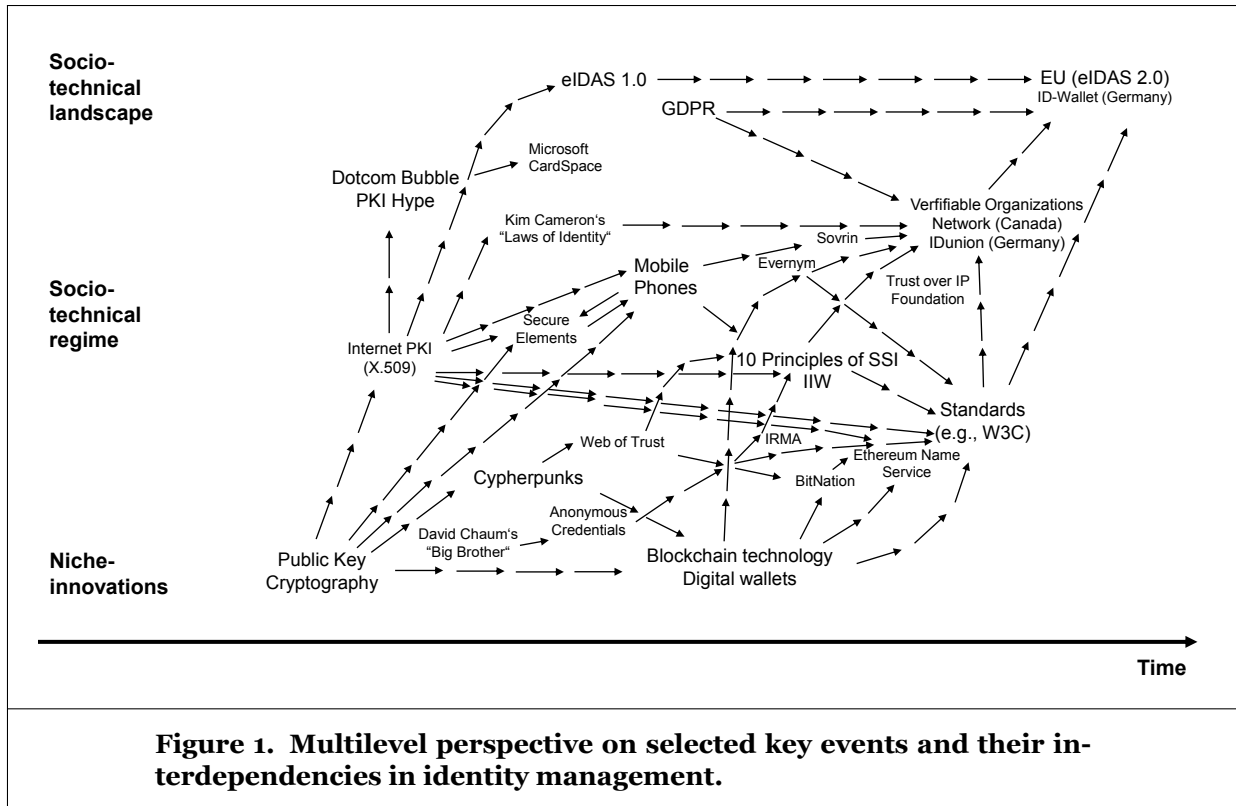 Socio-
technical
landscape
eIDAS 1.0
EU (eIDAS 2.0)
ID-Wallet (Germany)
GDPR
Microsoft
CardSpace
Dotcom Bubble
PKI Hype
Kim Cameron‘s
“Laws of Identity“
Verfifiable Organizations
Network (Canada)
IDunion (Germany)
Sovrin
Evernym
Mobile
Phones
Trust over IP
Foundation
Socio-
technical
regime
Secure
Elements
Internet PKI
(X.509)
10 Principles of SSI
IIW
Standards
(e.g., W3C)
Web of Trust
IRMA
Ethereum Name
Service
Cypherpunks
BitNation
Anonymous
Credentials
David Chaum‘s
“Big Brother“
Niche-
innovations
Public Key
Cryptography
Blockchain technology
Digital wallets
Time
Figure 1. Multilevel perspective on selected key events and their in-
terdependencies in identity management.